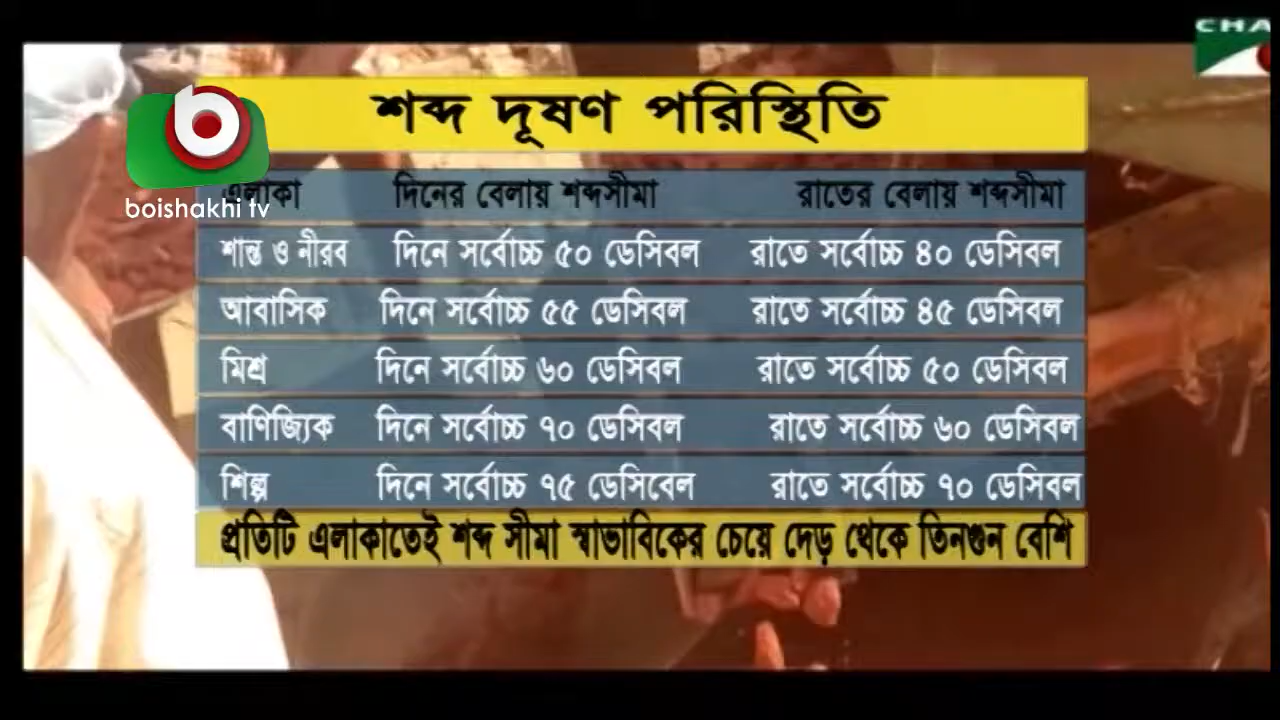 CHA
শব্দ দূষণ পরিস্থিতি
এলাকা দিনের বেলায় শব্দসীমা রাতের বেলায় শব্দসীমা
boishakhi tv
শান্ত ও নীরব দিনে সর্বোচ্চ ৫০ ডেসিবল রাতে সর্বোচ্চ ৪০ ডেসিবল
আবাসিক দিনে সর্বোচ্চ ৫৫ ডেসিবল রাতে সর্বোচ্চ ৪৫ ডেসিবল
মিশ্র দিনে সর্বোচ্চ ৬০ ডেসিবল রাতে সর্বোচ্চ ৫০ ডেসিবল
বাণিজ্যিক দিনে সর্বোচ্চ ৭০ ডেসিবল রাতে সর্বোচ্চ ৬০ ডেসিবল
শিল্প দিনে সর্বোচ্চ ৭৫ ডেসিবেল রাতে সর্বোচ্চ ৭০ ডেসিবল
প্রতিটি এলাকাতেই শব্দ সীমা স্বাভাবিকের চেয়ে দেড় থেকে তিনগুন বেশি